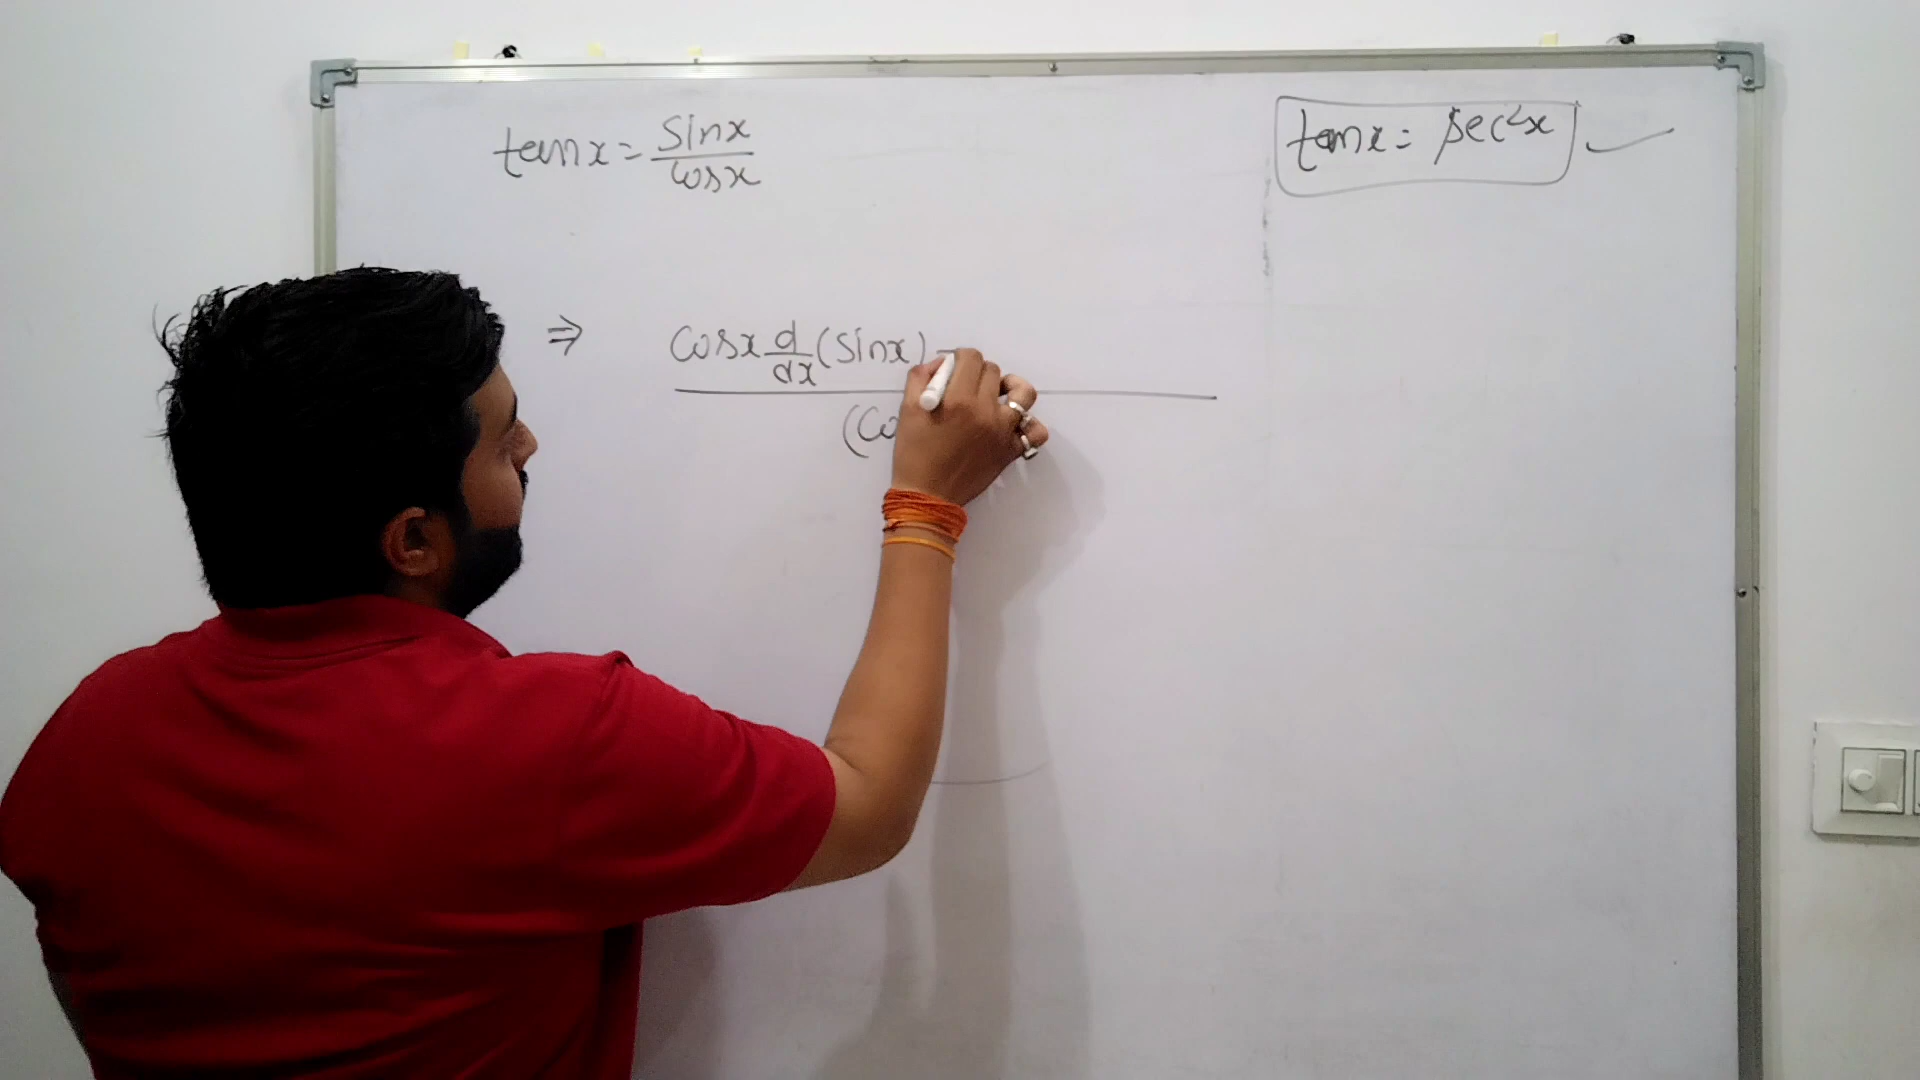 tanx = sinx / cosx
tanx = sec²x
⇒ cosx d/dx (sinx) −
(Co